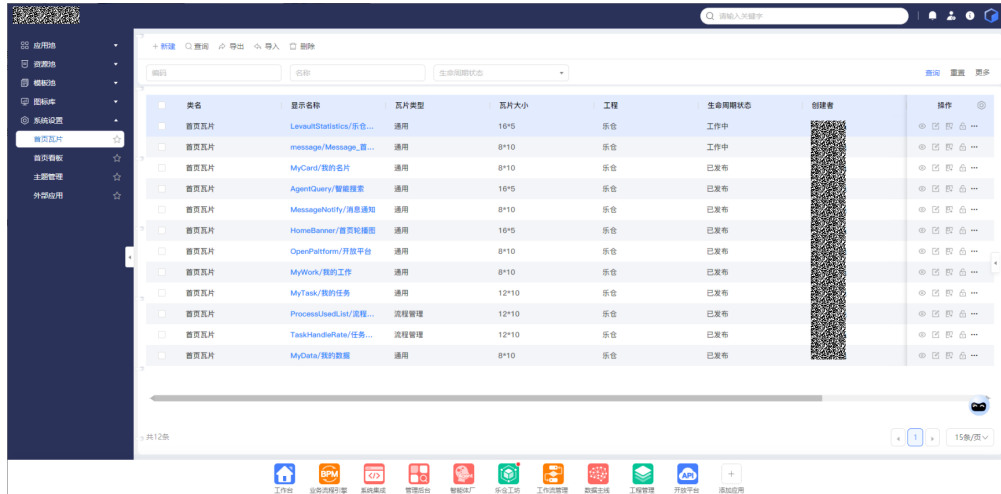 请输入关键字
应用池
资源池
模板池
图标库
系统设置
首页瓦片
首页看板
主题管理
外部应用
新建 查询 导出 导入 删除
编码 名称 生命周期状态 查询 重置 更多
类名 显示名称 瓦片类型 瓦片大小 工程 生命周期状态 创建者 操作
首页瓦片 LevaultStatistics/乐仓... 通用 16*5 乐仓 工作中
首页瓦片 message/Message_首... 通用 8*10 乐仓 工作中
首页瓦片 MyCard/我的名片 通用 8*10 乐仓 已发布
首页瓦片 AgentQuery/智能搜索 通用 16*5 乐仓 已发布
首页瓦片 MessageNotify/消息通知 通用 8*10 乐仓 已发布
首页瓦片 HomeBanner/首页轮播图 通用 16*5 乐仓 已发布
首页瓦片 OpenPaltform/开放平台 通用 8*10 乐仓 已发布
首页瓦片 MyWork/我的工作 通用 8*10 乐仓 已发布
首页瓦片 MyTask/我的任务 通用 12*10 乐仓 已发布
首页瓦片 ProcessUsedList/流程... 流程管理 12*10 乐仓 已发布
首页瓦片 TaskHandleRate/任务... 流程管理 12*10 乐仓 已发布
首页瓦片 MyData/我的数据 通用 8*10 乐仓 已发布
共12条 1 15条/页
BPM API
工作台 业务流程引擎 系统集成 管理后台 智能体厂 乐仓工坊 工作流管理 数据主线 工程管理 开放平台 添加应用